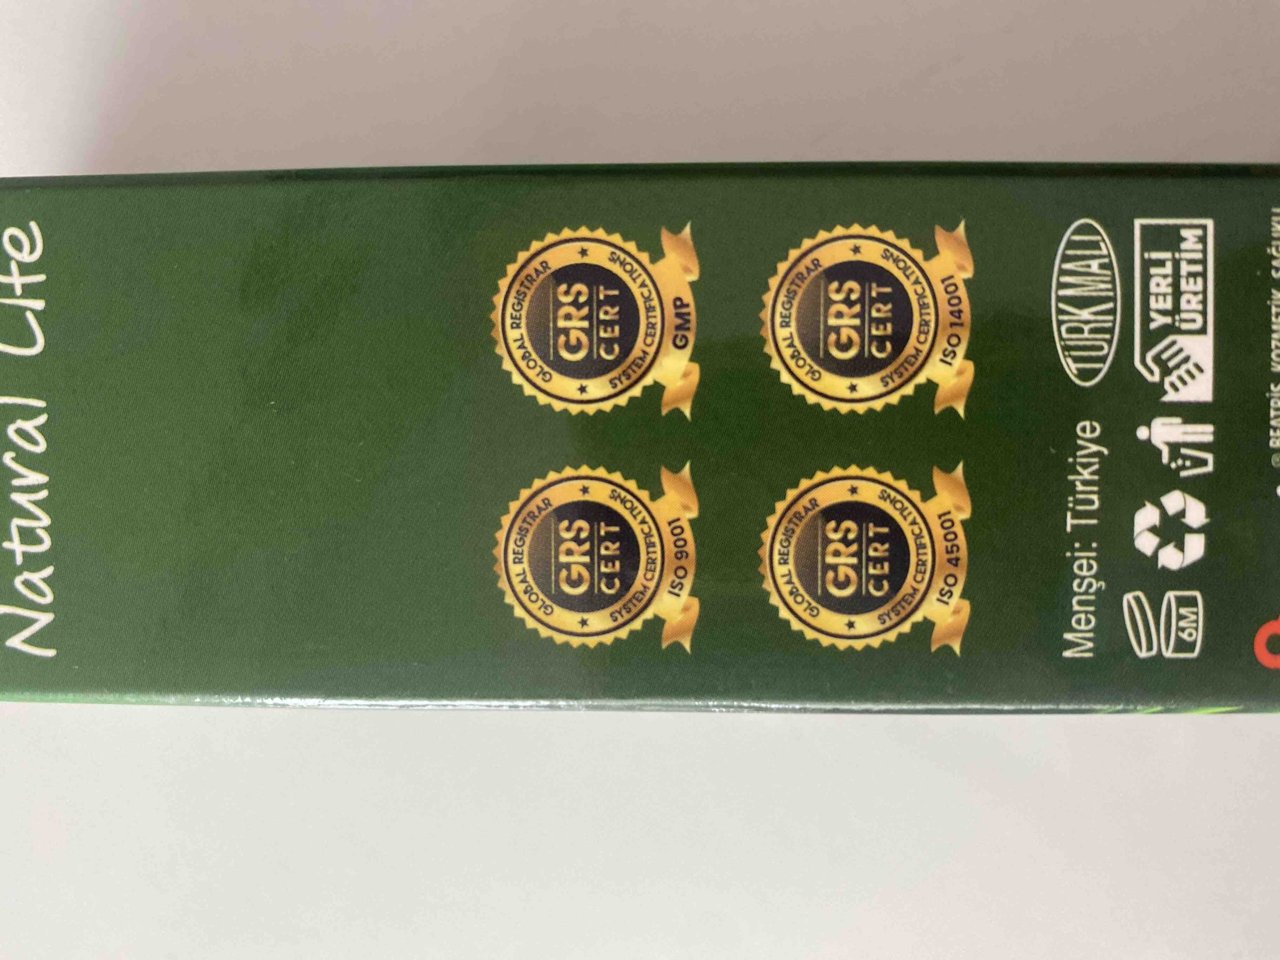 Natural Life
GLOBAL REGISTRAR
GRS
CERT
SYSTEM CERTIFICATIONS
ISO 9001
GLOBAL REGISTRAR
GRS
CERT
SYSTEM CERTIFICATIONS
GMP
GLOBAL REGISTRAR
GRS
CERT
SYSTEM CERTIFICATIONS
ISO 45001
GLOBAL REGISTRAR
GRS
CERT
SYSTEM CERTIFICATIONS
ISO 14001
Menşei: Türkiye
TÜRK MALI
6M
YERLİ
ÜRETİM